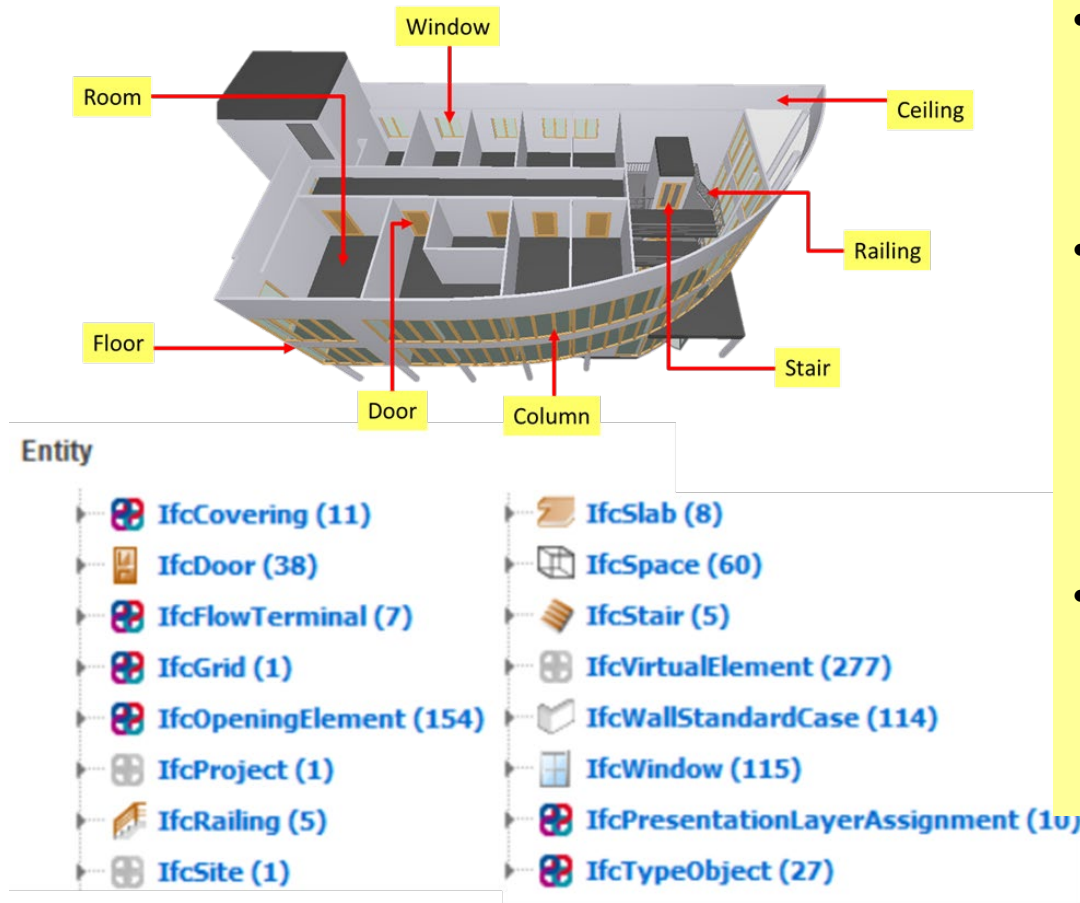 Window
Room
Ceiling
Railing
Floor
Stair
Door
Column
Entity
IfcCovering (11)
IfcDoor (38)
IfcFlowTerminal (7)
IfcGrid (1)
IfcOpeningElement (154)
IfcProject (1)
IfcRailing (5)
IfcSite (1)
IfcSlab (8)
IfcSpace (60)
IfcStair (5)
IfcVirtualElement (277)
IfcWallStandardCase (114)
IfcWindow (115)
IfcPresentationLayerAssignment (10)
IfcTypeObject (27)